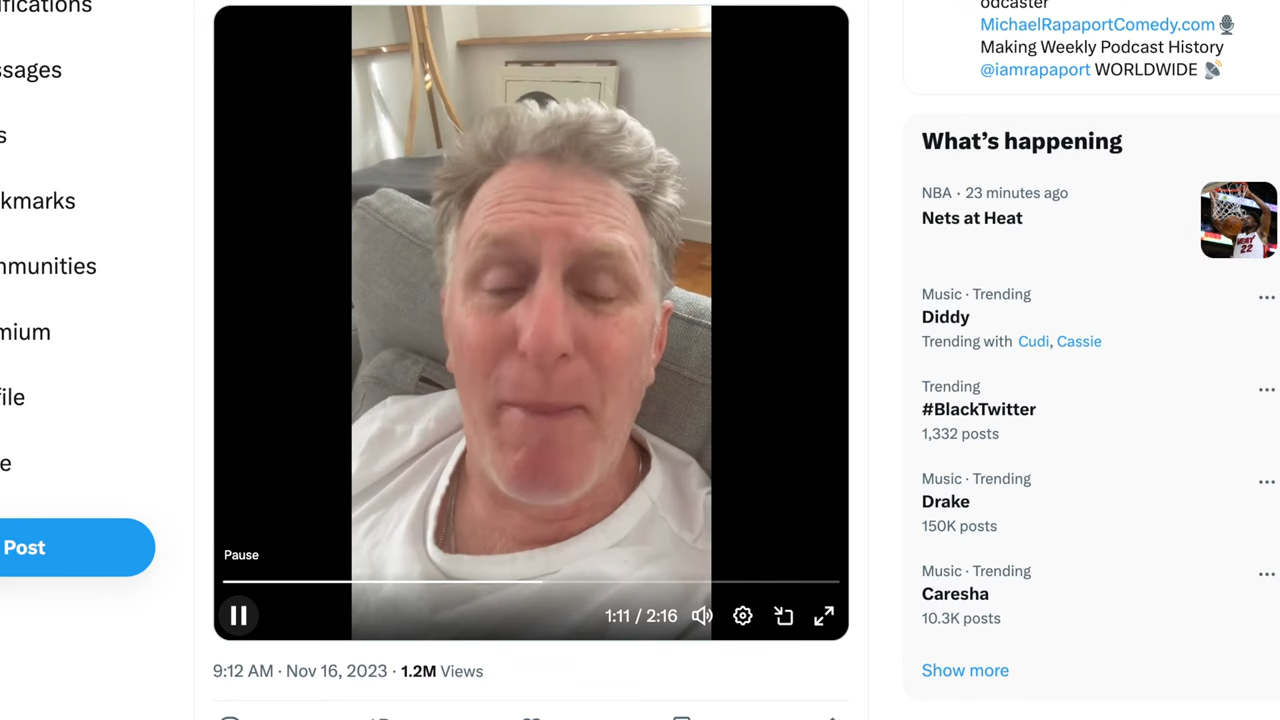 ifications
ssages
s
kmarks
mmunities
mium
file
e
Post
Pause
1:11 / 2:16
9:12 AM · Nov 16, 2023 · 1.2M Views
odcaster
MichaelRapaportComedy.com 🎙
Making Weekly Podcast History
@iamrapaport WORLDWIDE 📡
What’s happening
NBA · 23 minutes ago
Nets at Heat
HEAT
22
Music · Trending
Diddy
Trending with Cudi, Cassie
Trending
#BlackTwitter
1,332 posts
Music · Trending
Drake
150K posts
Music · Trending
Caresha
10.3K posts
Show more